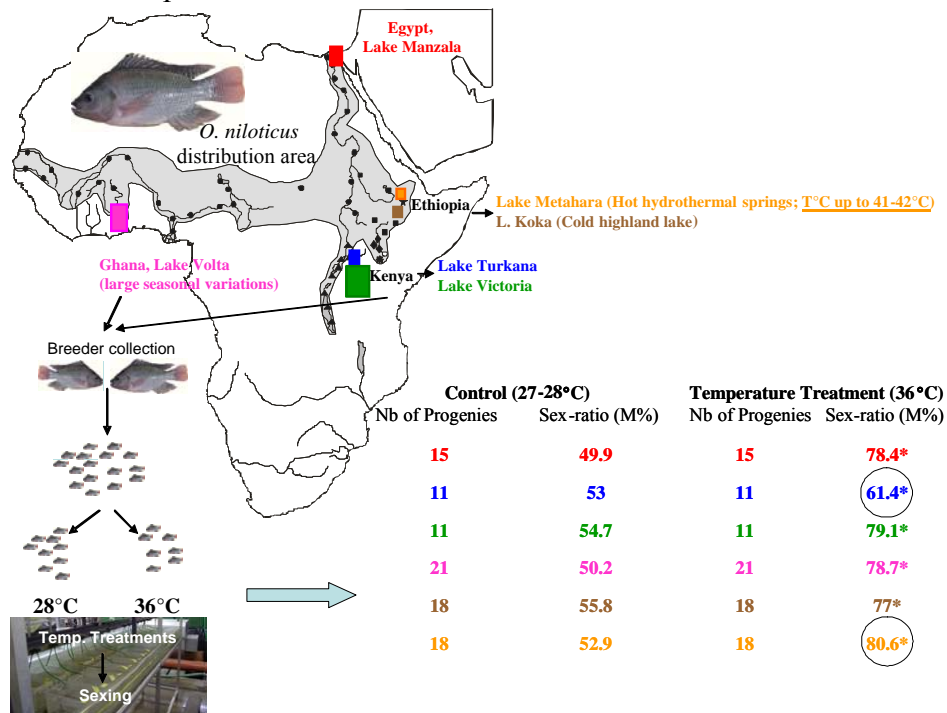 Egypt,
Lake Manzala
O. niloticus
distribution area
Ethiopia
Lake Metahara (Hot hydrothermal springs; T°C up to 41-42°C)
L. Koka (Cold highland lake)
Ghana, Lake Volta
(large seasonal variations)
Kenya
Lake Turkana
Lake Victoria
Breeder collection
Control (27-28°C) Temperature Treatment (36°C)
Nb of Progenies Sex-ratio (M%) Nb of Progenies Sex-ratio (M%)
15 49.9 15 78.4*
11 53 11 61.4*
11 54.7 11 79.1*
21 50.2 21 78.7*
18 55.8 18 77*
18 52.9 18 80.6*
28°C 36°C
Temp. Treatments
Sexing